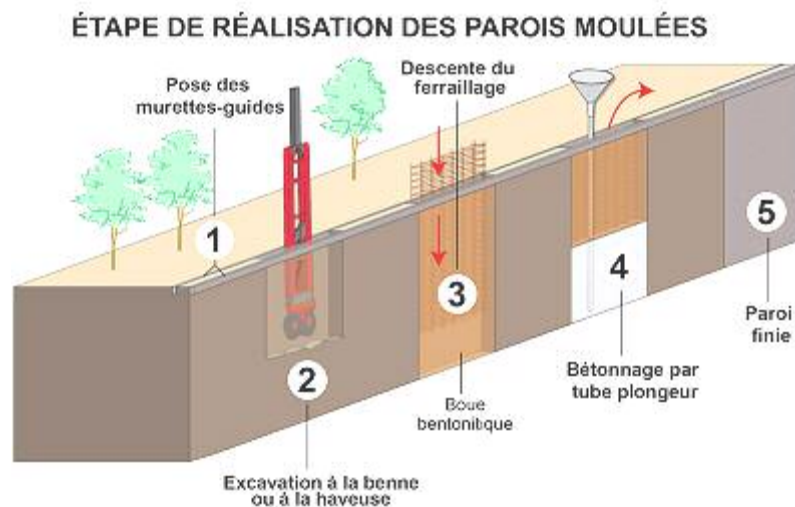 ÉTAPE DE RÉALISATION DES PAROIS MOULÉES
Pose des
murettes-guides
Descente du
ferraillage
1
2
3
4
5
Paroi
finie
Bétonnage par
tube plongeur
Boue
bentonitique
Excavation à la benne
ou à la haveuse